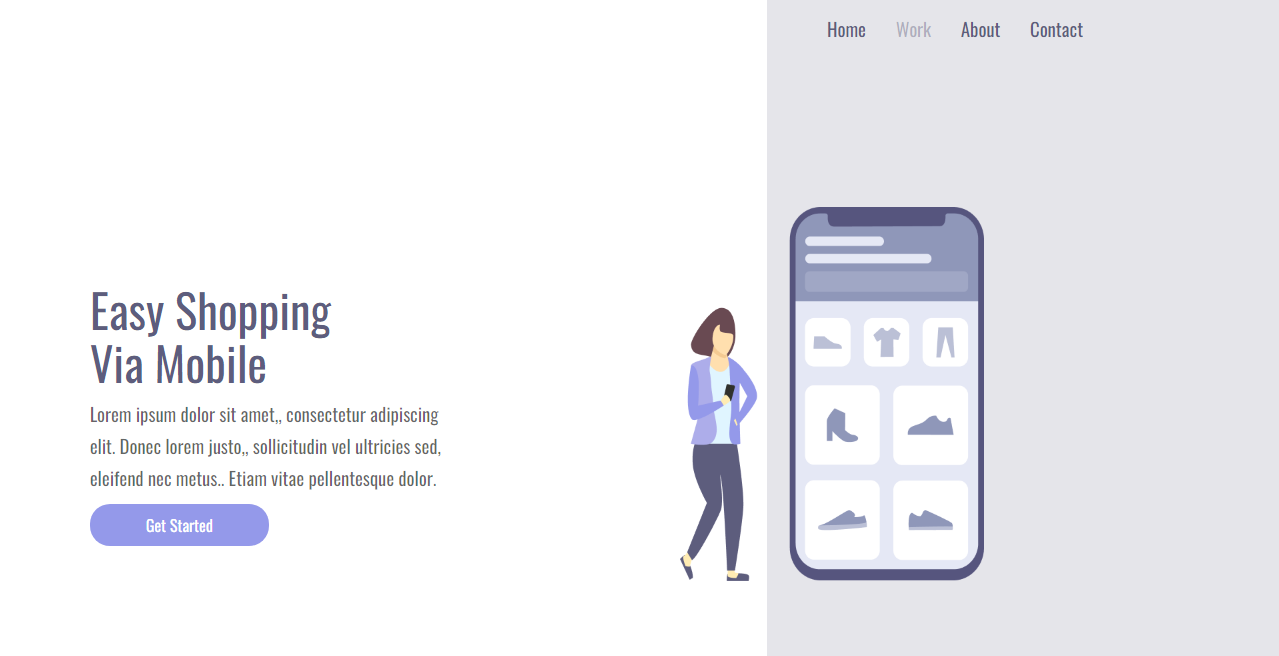 Home Work About Contact
Easy Shopping
Via Mobile
Lorem ipsum dolor sit amet,, consectetur adipiscing
elit. Donec lorem justo,, sollicitudin vel ultricies sed,
eleifend nec metus.. Etiam vitae pellentesque dolor.
Get Started